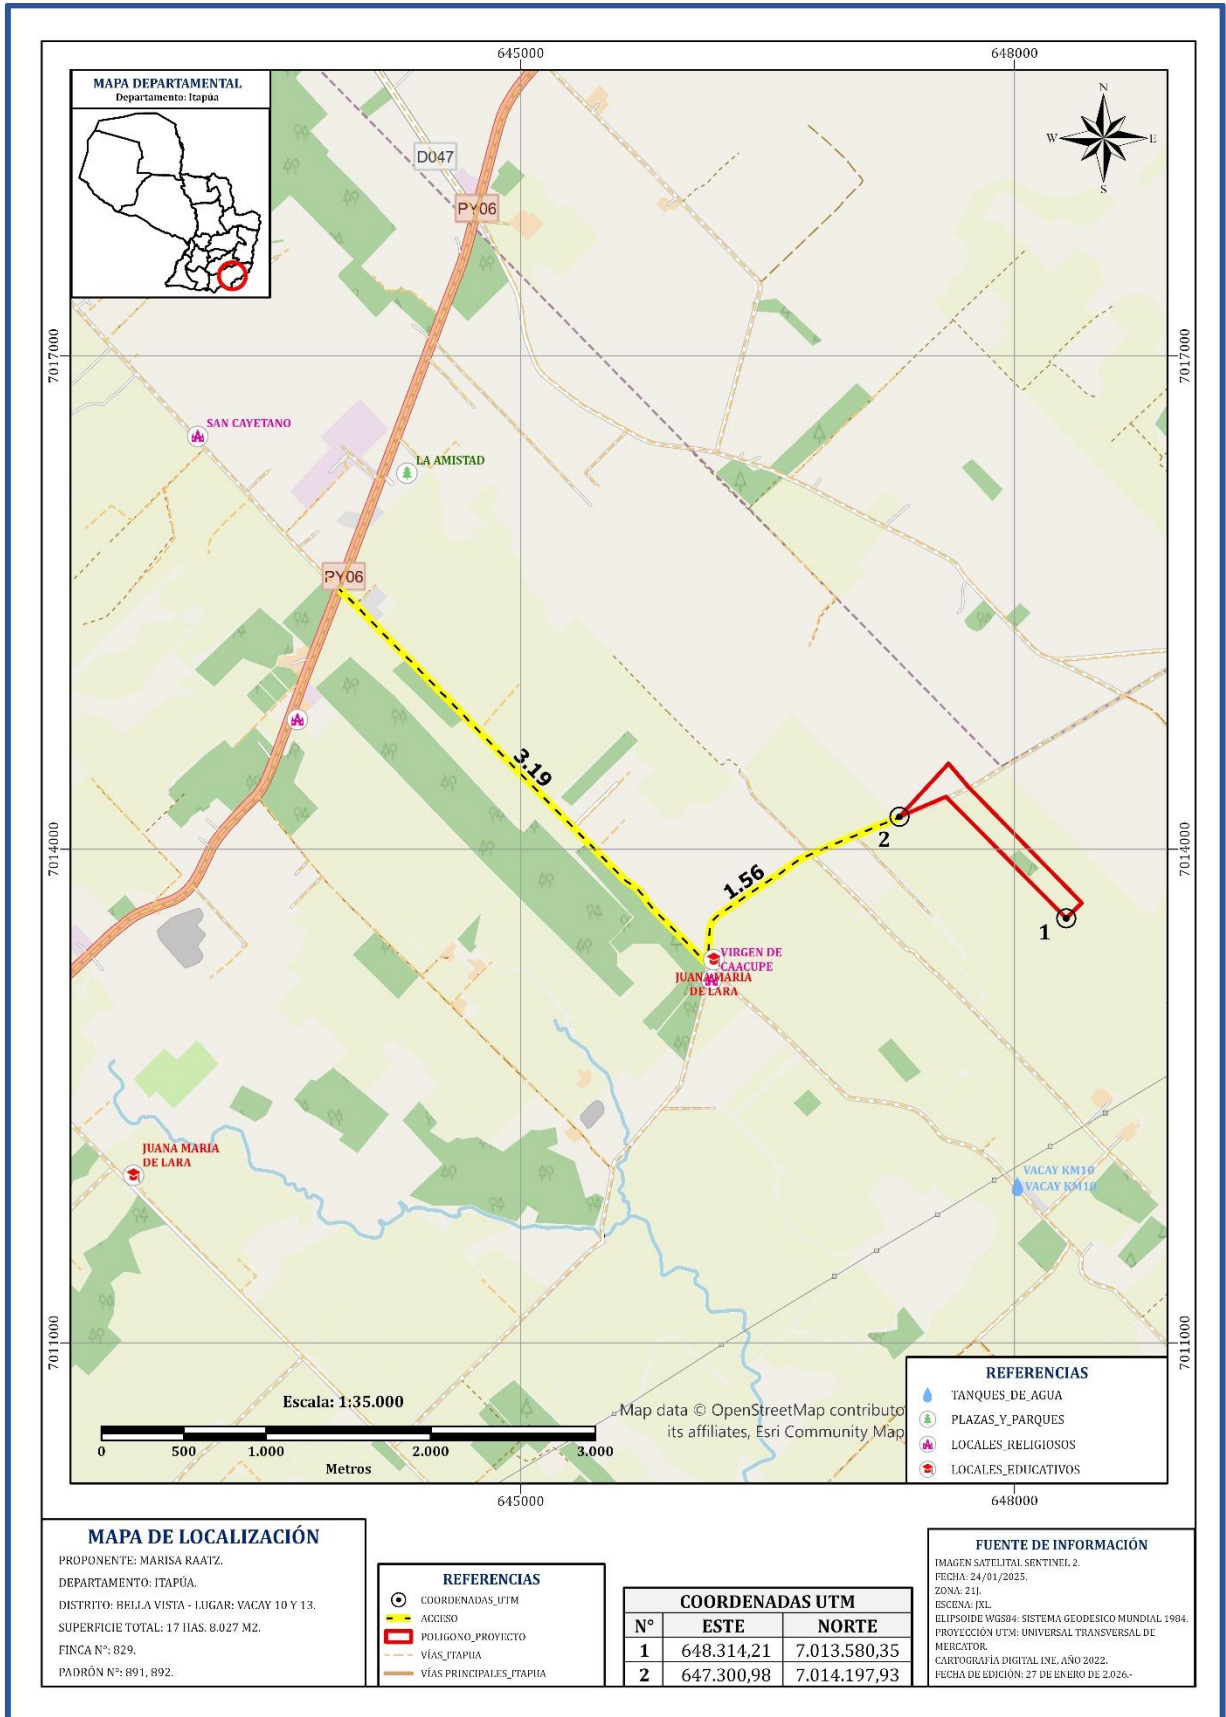 645000
648000
MAPA DEPARTAMENTAL
Departamento: Itapúa
N
W
E
S
D047
PY06
7017000
7017000
SAN CAYETANO
LA AMISTAD
PY06
3.19
2
1.56
1
7014000
7014000
VIRGEN DE
CAACUPE
JUANA MARIA
DE LARA
JUANA MARIA
DE LARA
VACAY KM10
VACAY KM10
7011000
7011000
Escala: 1:35.000
0 500 1.000 2.000 3.000
Metros
Map data © OpenStreetMap contributo
its affiliates, Esri Community Map
REFERENCIAS
TANQUES_DE_AGUA
PLAZAS_Y_PARQUES
LOCALES_RELIGIOSOS
LOCALES_EDUCATIVOS
645000
648000
MAPA DE LOCALIZACIÓN
PROPONENTE: MARISA RAATZ.
DEPARTAMENTO: ITAPÚA.
DISTRITO: BELLA VISTA - LUGAR: VACAY 10 Y 13.
SUPERFICIE TOTAL: 17 HAS. 8.027 M2.
FINCA Nº: 829.
PADRÓN Nº: 891, 892.
REFERENCIAS
COORDENADAS_UTM
ACCESO
POLIGONO_PROYECTO
VÍAS_ITAPUA
VÍAS PRINCIPALES_ITAPUA
COORDENADAS UTM
N° ESTE NORTE
1 648.314,21 7.013.580,35
2 647.300,98 7.014.197,93
FUENTE DE INFORMACIÓN
IMAGEN SATELITAL SENTINEL 2.
FECHA: 24/01/2025.
ZONA: 21J.
ESCENA: JXL.
ELIPSOIDE WGS84: SISTEMA GEODESICO MUNDIAL 1984.
PROYECCIÓN UTM: UNIVERSAL TRANSVERSAL DE
MERCATOR.
CARTOGRAFÍA DIGITAL INE, AÑO 2022.
FECHA DE EDICIÓN: 27 DE ENERO DE 2.026.-